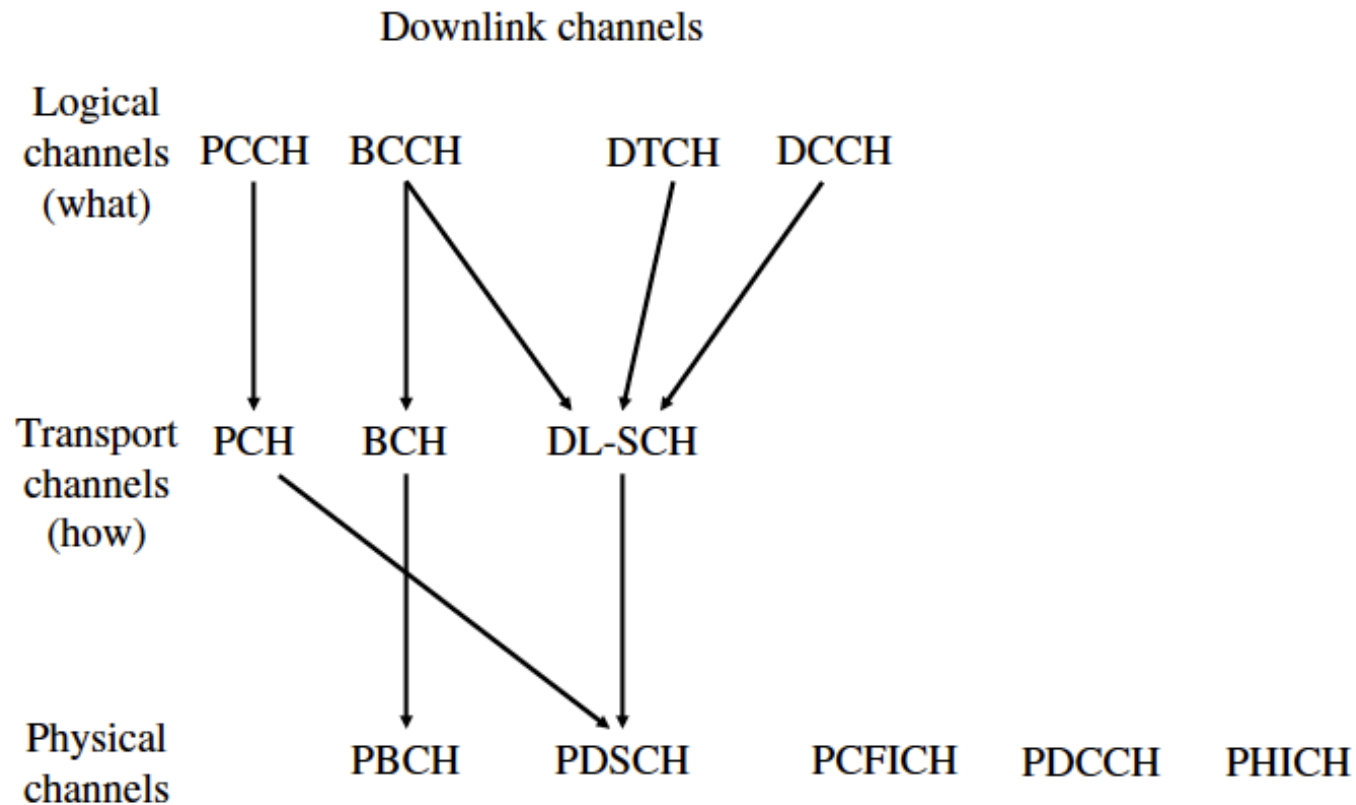 Downlink channels
Logical
channels
(what)
PCCH BCCH DTCH DCCH
Transport
channels
(how)
PCH BCH DL-SCH
Physical
channels
PBCH PDSCH PCFICH PDCCH PHICH